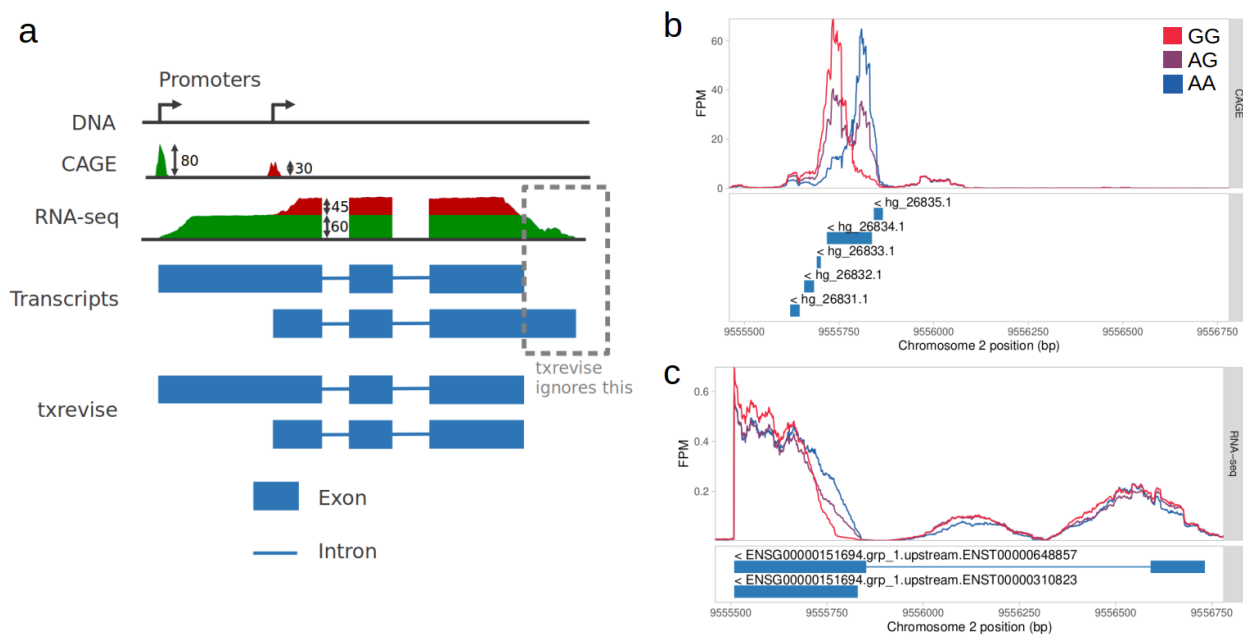 a
Promoters
DNA
CAGE
80
30
RNA-seq
45
60
Transcripts
txrevise
ignores this
txrevise
Exon
Intron
b
60
40
20
0
FPM
GG
AG
AA
CAGE
< hg_26835.1
< hg_26834.1
< hg_26833.1
< hg_26832.1
< hg_26831.1
9555500 9555750 9556000 9556250 9556500 9556750
Chromosome 2 position (bp)
c
0.6
0.4
0.2
FPM
RNA-seq
< ENSG00000151694.grp_1.upstream.ENST00000648857
< ENSG00000151694.grp_1.upstream.ENST00000310823
9555500 9555750 9556000 9556250 9556500 9556750
Chromosome 2 position (bp)